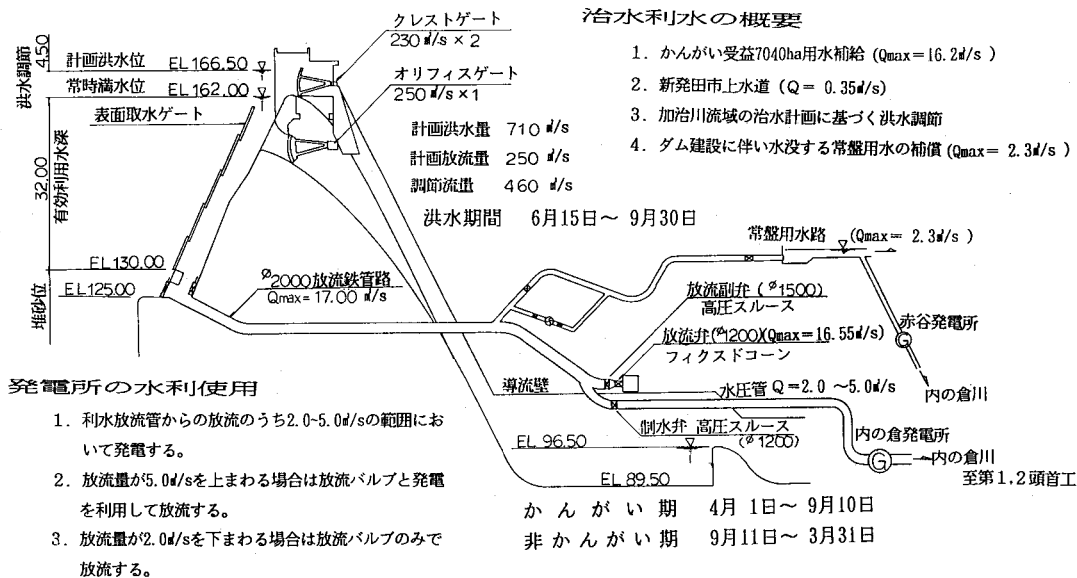 クレストゲート
230㎥/s × 2
オリフィスゲート
250㎥/s×1
洪水調節
4.50
計画洪水位 EL 166.50
常時満水位 EL 162.00
表面取水ゲート
32.00
有効利用水深
EL 130.00
EL 125.00
堆砂位
計画洪水量 710 ㎥/s
計画放流量 250 ㎥/s
調節流量 460 ㎥/s
洪水期間 6月15日〜 9月30日
治水利水の概要
1. かんがい受益7040ha用水補給 (Qmax=16.2㎥/s )
2. 新発田市上水道 (Q = 0.35㎥/s)
3. 加治川流域の治水計画に基づく洪水調節
4. ダム建設に伴い水没する常盤用水の補償 (Qmax= 2.3㎥/s )
常盤用水路 (Qmax= 2.3㎥/s )
φ2000放流鉄管路
Qmax=17.00 ㎥/s
放流副弁 (φ1500)
高圧スルース
放流弁(φ1200)(Qmax=16.55㎥/s)
フィクスドコーン
赤谷発電所
G
内の倉川
導流壁
水圧管 Q =2.0 〜5.0㎥/s
制水弁 高圧スルース
(φ1200)
内の倉発電所
G
内の倉川
至第1,2頭首工
EL 96.50
EL 89.50
発電所の水利使用
1. 利水放流管からの放流のうち2.0~5.0㎥/sの範囲にお
いて発電する。
2. 放流量が5.0㎥/sを上まわる場合は放流バルブと発電
を利用して放流する。
3. 放流量が2.0㎥/sを下まわる場合は放流バルブのみで
放流する。
かんがい期 4月 1日〜 9月10日
非かんがい期 9月11日〜 3月31日